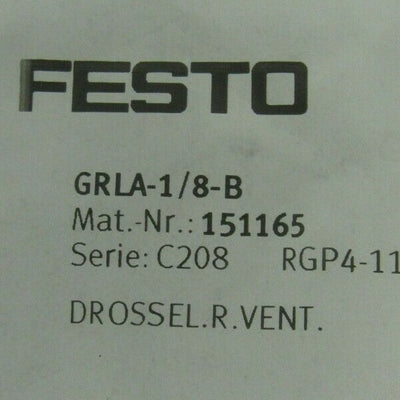 FESTO
GRLA-1/8-B
Mat.-Nr.: 151165
Serie: C208 RGP4-11
DROSSEL.R.VENT.